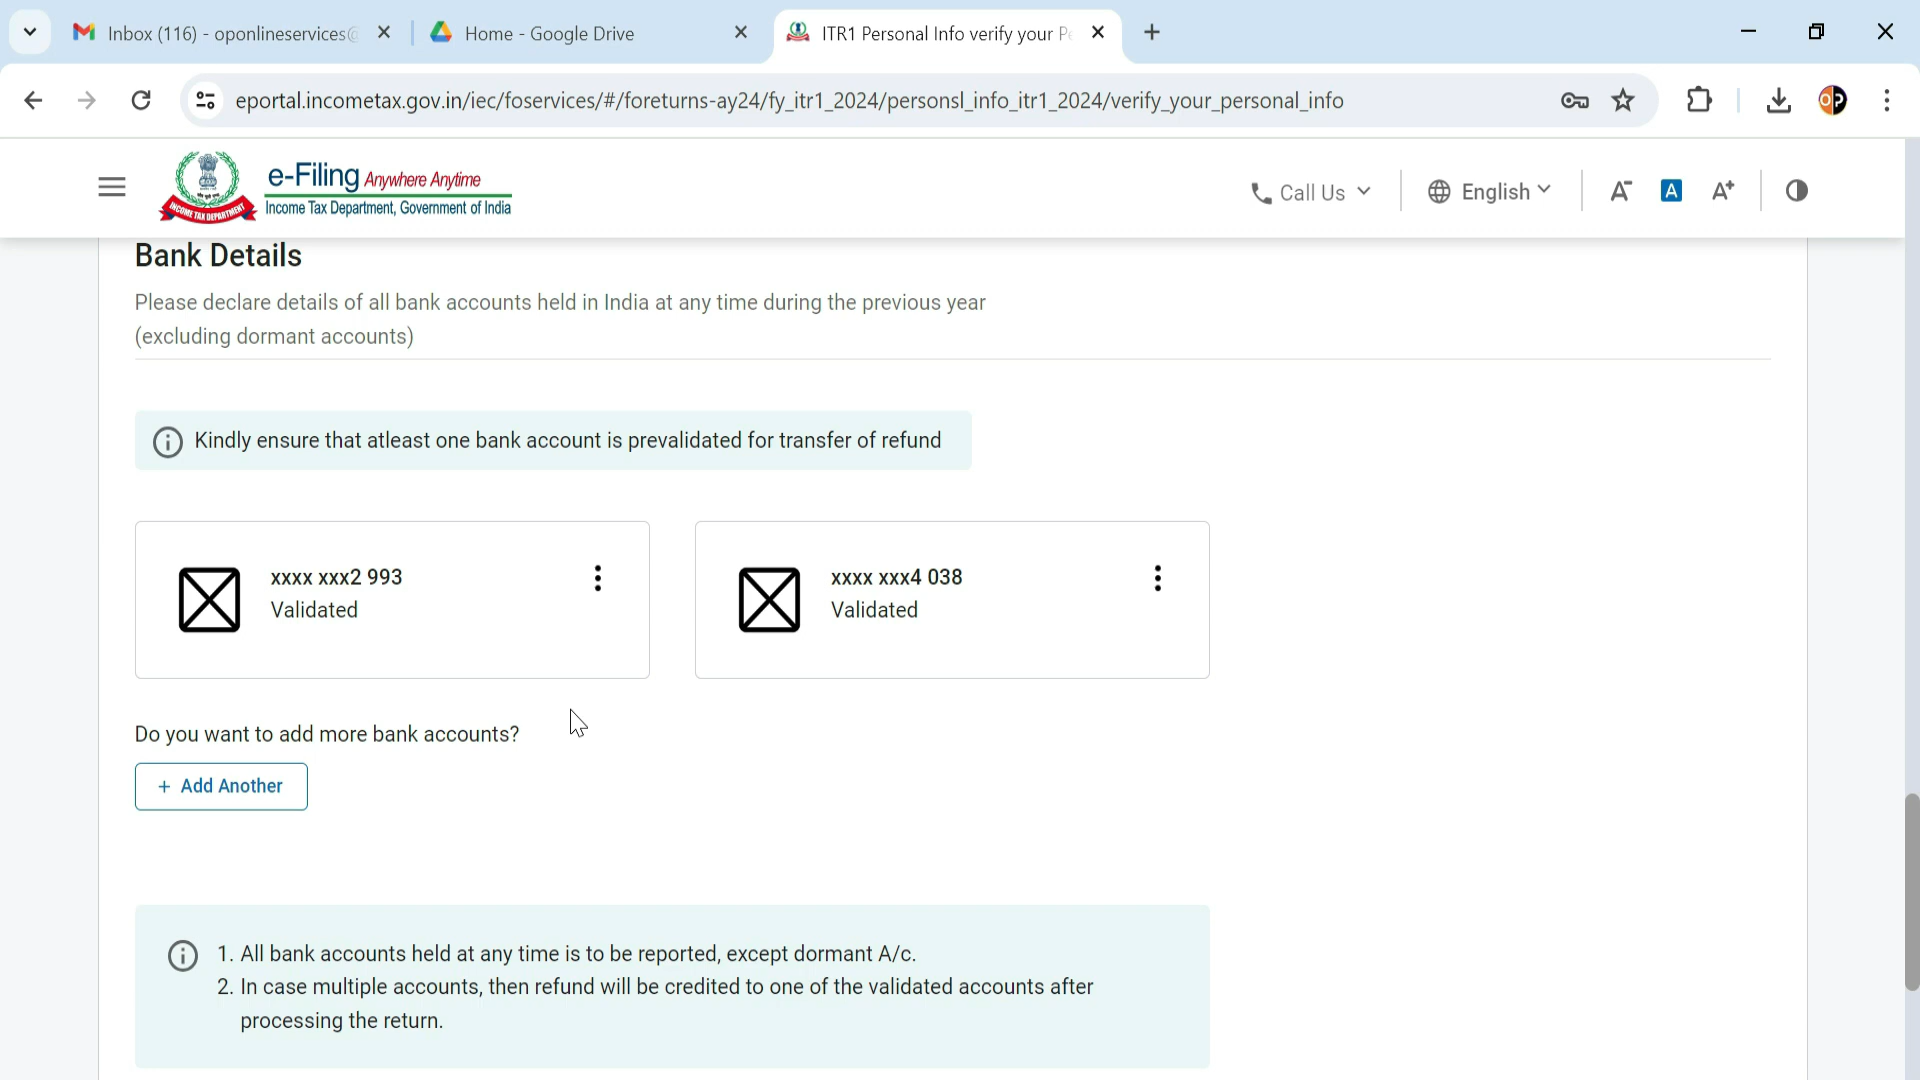 Inbox (116) - oponlineservices@
Home - Google Drive
ITR1 Personal Info verify your Pe
eportal.incometax.gov.in/iec/foservices/#/foreturns-ay24/fy_itr1_2024/personsl_info_itr1_2024/verify_your_personal_info
OP
INCOME TAX DEPARTMENT
e-Filing Anywhere Anytime
Income Tax Department, Government of India
Call Us
English
A- A A+
Bank Details
Please declare details of all bank accounts held in India at any time during the previous year
(excluding dormant accounts)
Kindly ensure that atleast one bank account is prevalidated for transfer of refund
xxxx xxx2 993
Validated
xxxx xxx4 038
Validated
Do you want to add more bank accounts?
+ Add Another
1. All bank accounts held at any time is to be reported, except dormant A/c.
2. In case multiple accounts, then refund will be credited to one of the validated accounts after
processing the return.